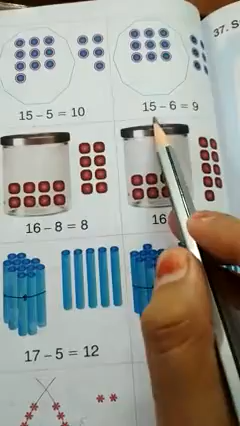 37. S
15 – 5 = 10
15 – 6 = 9
16 – 8 = 8
16
17 – 5 = 12